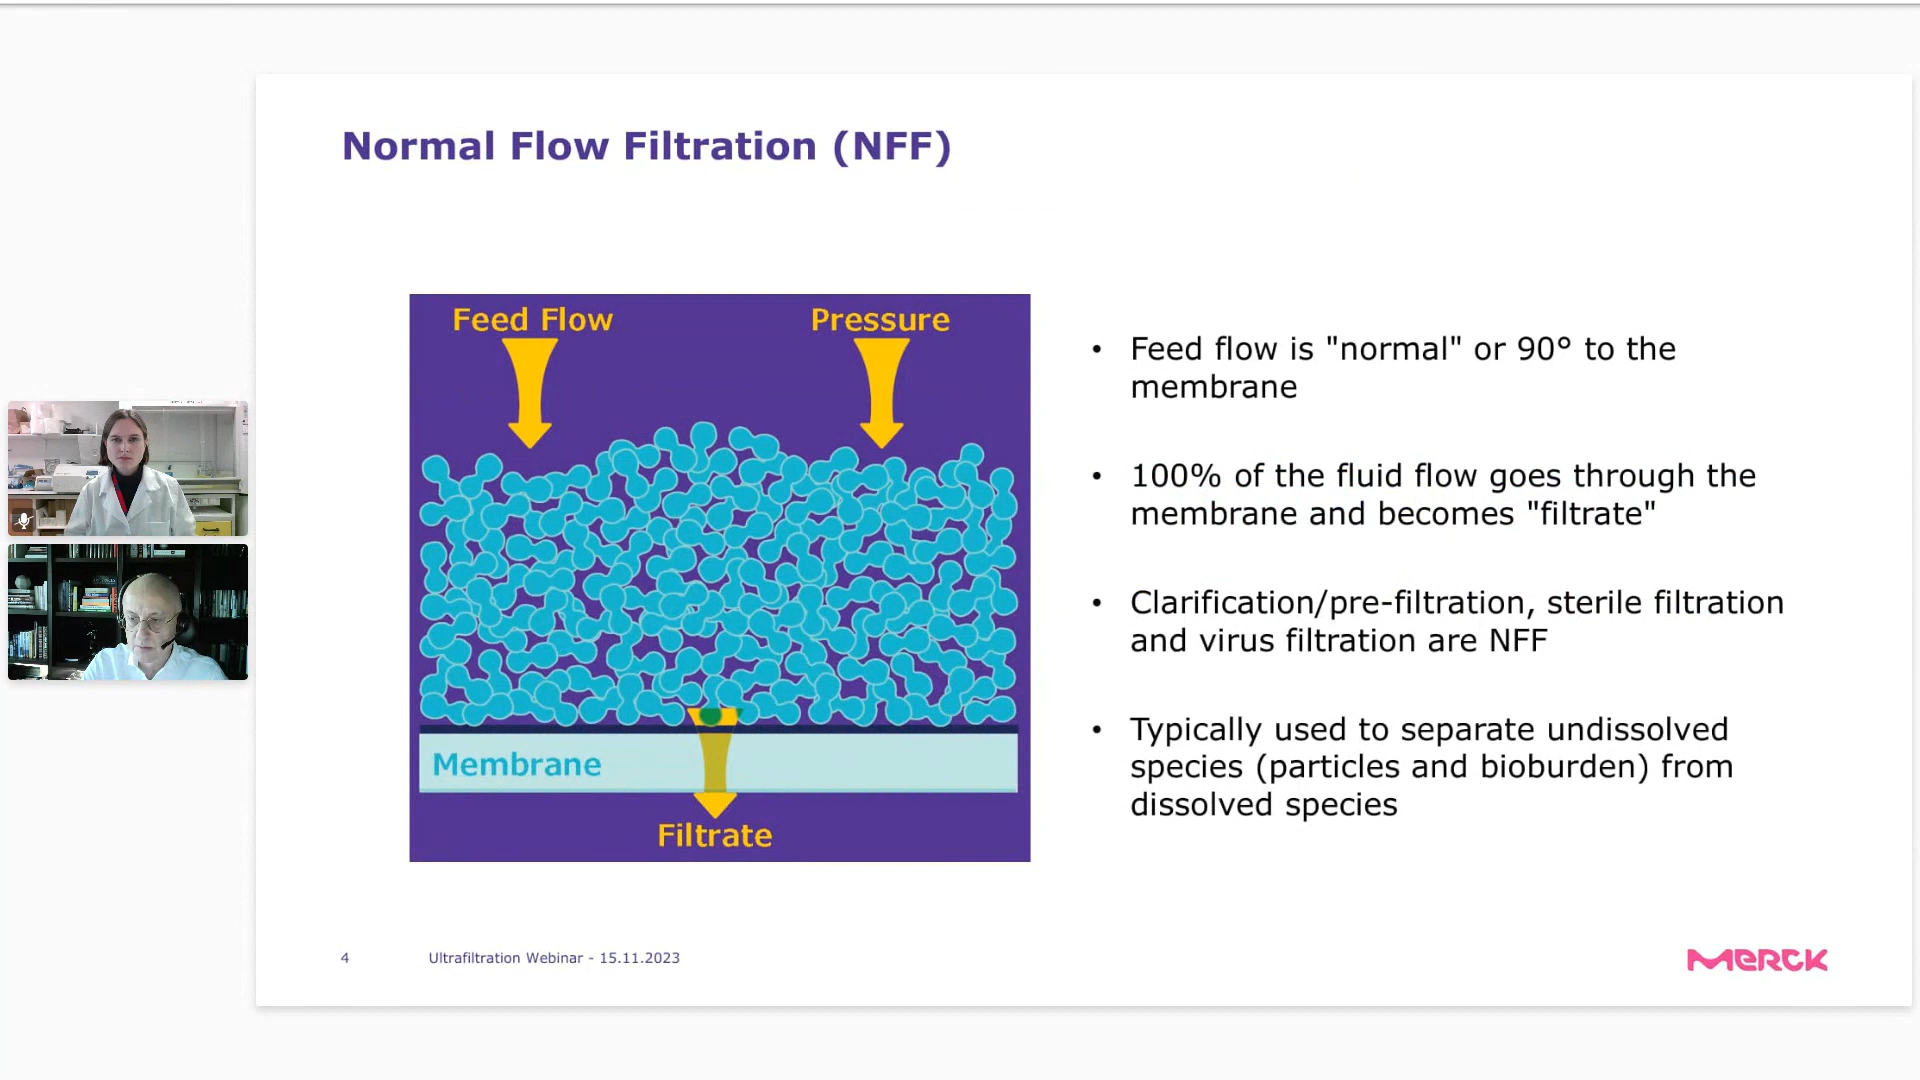 Normal Flow Filtration (NFF)
Feed Flow
Pressure
Membrane
Filtrate
• Feed flow is "normal" or 90° to the
membrane
• 100% of the fluid flow goes through the
membrane and becomes "filtrate"
• Clarification/pre-filtration, sterile filtration
and virus filtration are NFF
• Typically used to separate undissolved
species (particles and bioburden) from
dissolved species
4
Ultrafiltration Webinar - 15.11.2023
MERCK